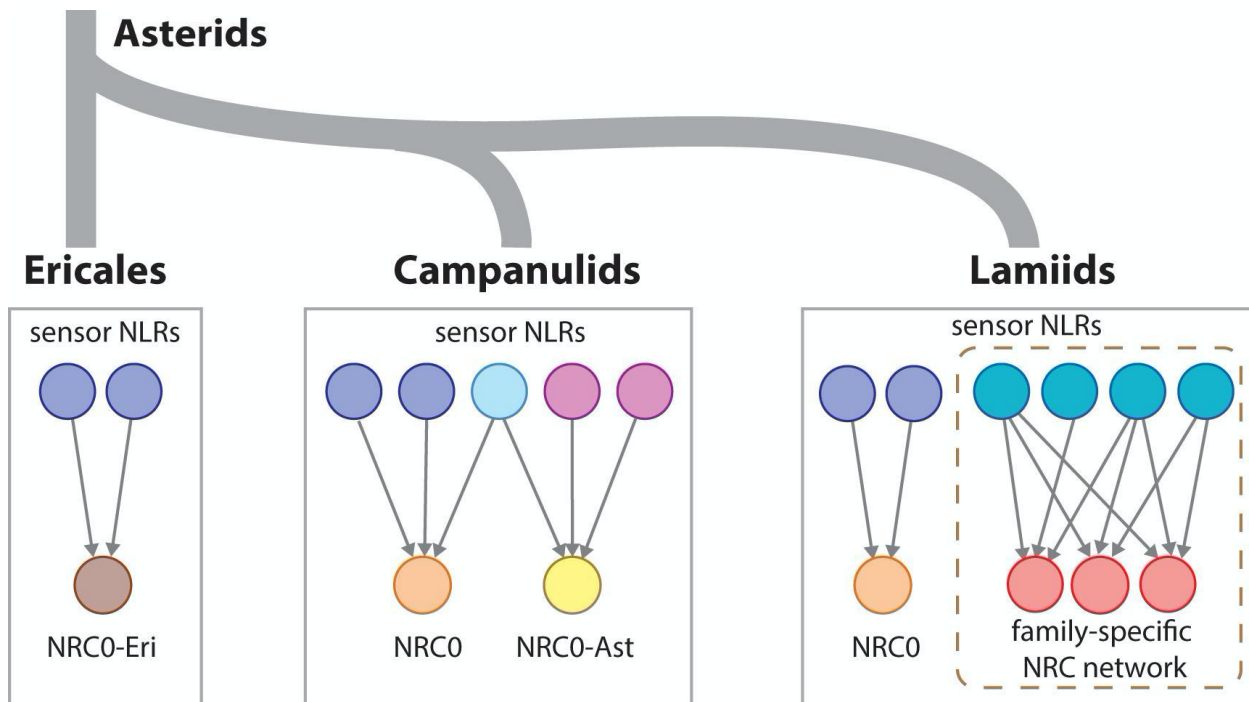 Asterids
Ericales
Campanulids
Lamiids
sensor NLRs
sensor NLRs
sensor NLRs
NRC0-Eri
NRC0
NRC0-Ast
NRC0
family-specific
NRC network